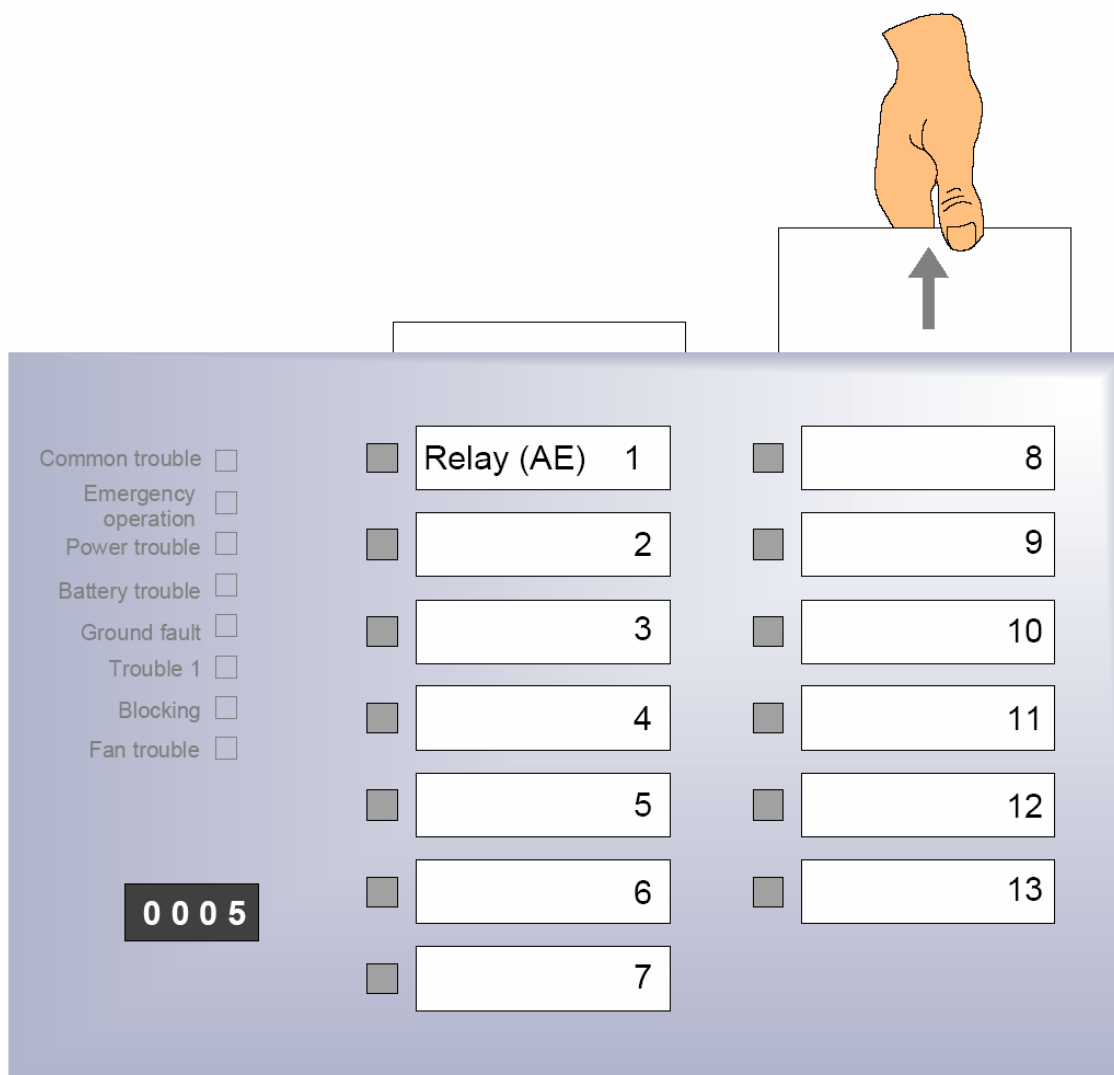 Common trouble
Emergency
operation
Power trouble
Battery trouble
Ground fault
Trouble 1
Blocking
Fan trouble
0005
Relay (AE) 1
2
3
4
5
6
7
8
9
10
11
12
13